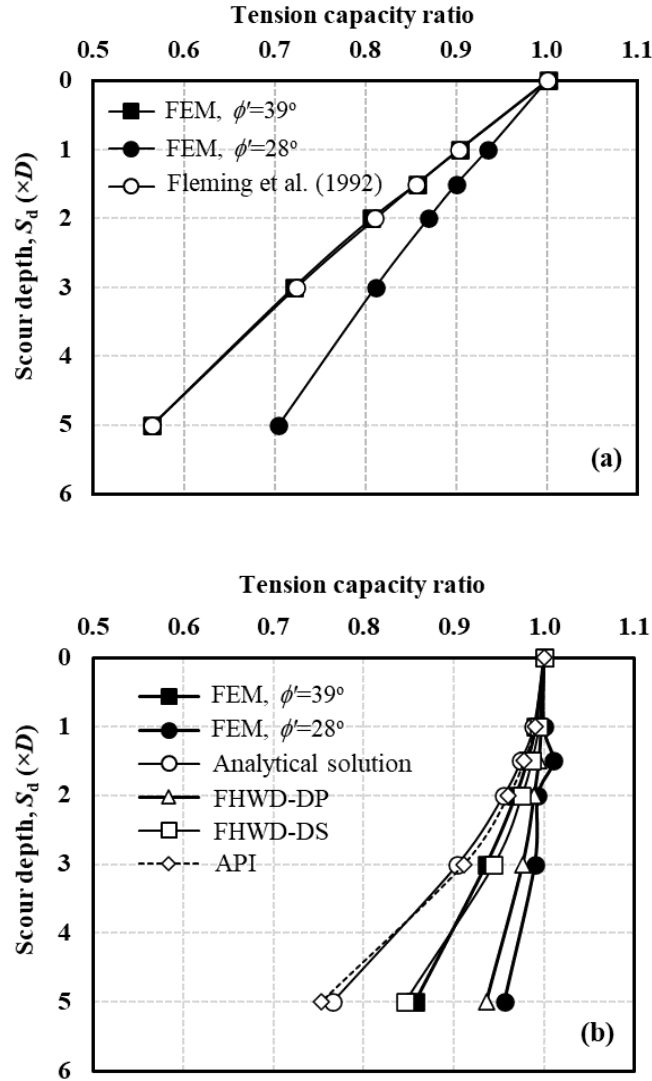 Tension capacity ratio
0.5 0.6 0.7 0.8 0.9 1.0 1.1
0
1
2
3
4
5
6
Scour depth, Sd (×D)
FEM, ϕ'=39°
FEM, ϕ'=28°
Fleming et al. (1992)
(a)
Tension capacity ratio
0.5 0.6 0.7 0.8 0.9 1.0 1.1
0
1
2
3
4
5
6
Scour depth, Sd (×D)
FEM, ϕ'=39°
FEM, ϕ'=28°
Analytical solution
FHWD-DP
FHWD-DS
API
(b)